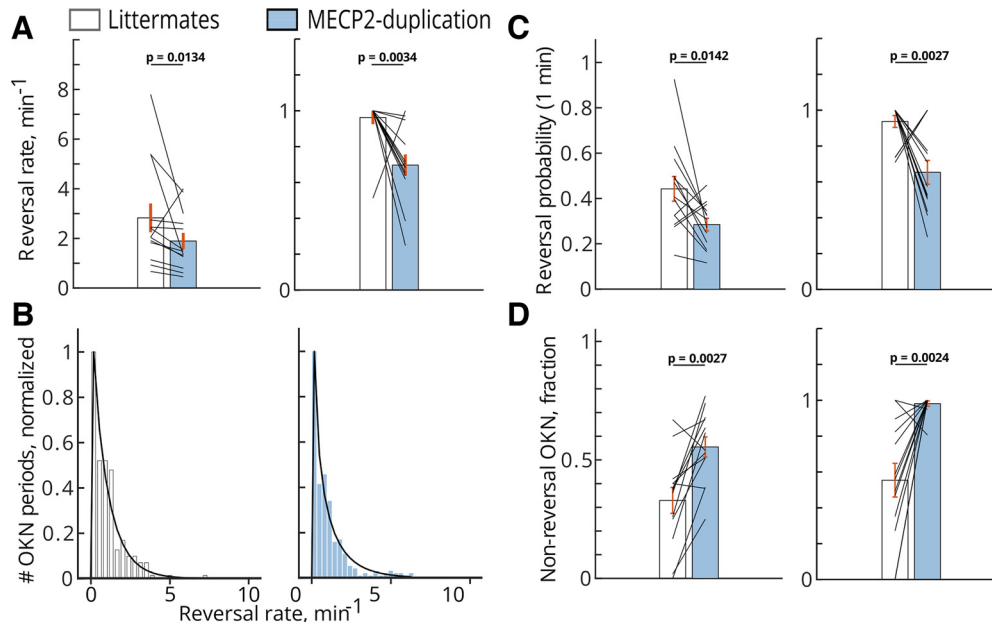 Littermates
MECP2-duplication
A
Reversal rate, min-1
8
6
4
2
0
p = 0.0134
1
0
p = 0.0034
C
Reversal probability (1 min)
1
0.8
0.6
0.4
0.2
0
p = 0.0142
1
0
p = 0.0027
B
# OKN periods, normalized
1
0.8
0.6
0.4
0.2
0
0
5
10
0
5
10
Reversal rate, min-1
D
Non-reversal OKN, fraction
1
0.5
0
p = 0.0027
1
0
p = 0.0024